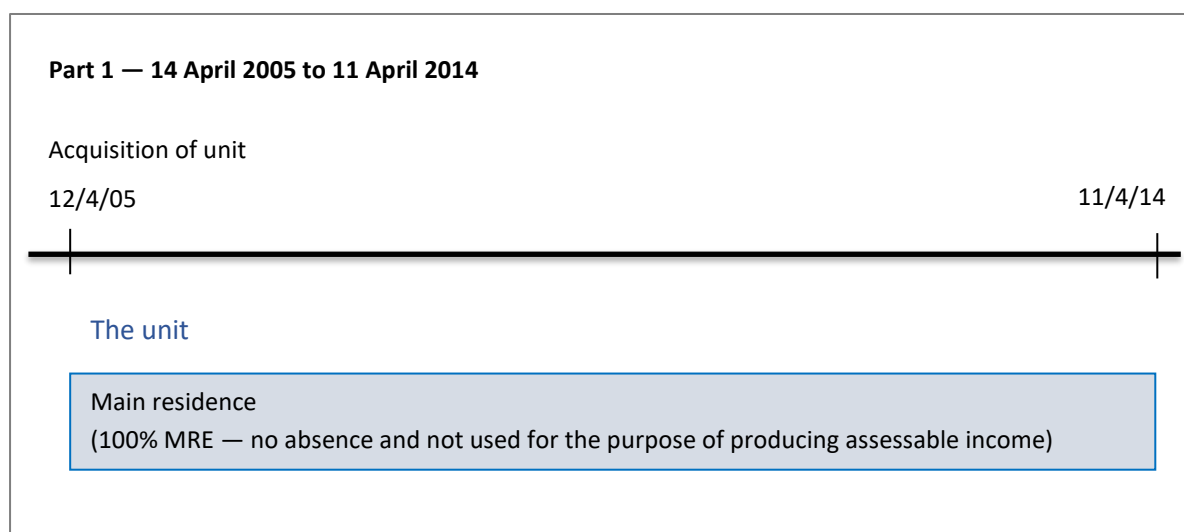 Part 1 — 14 April 2005 to 11 April 2014
Acquisition of unit
12/4/05
11/4/14
The unit
Main residence
(100% MRE — no absence and not used for the purpose of producing assessable income)